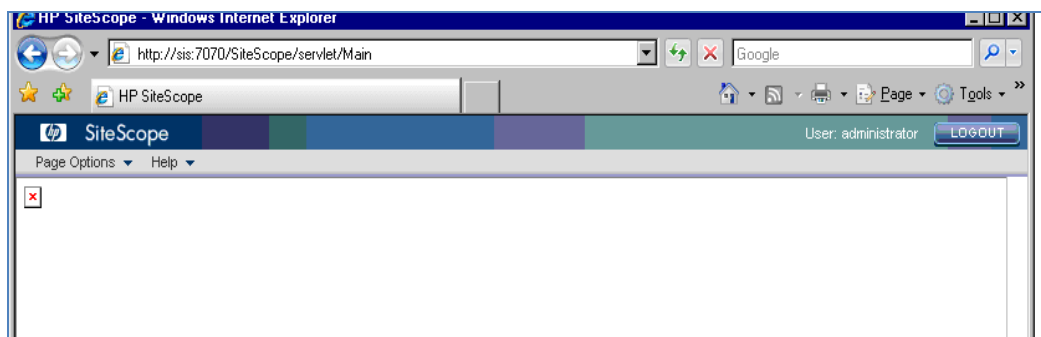 HP SiteScope - Windows Internet Explorer
http://sis:7070/SiteScope/servlet/Main Google
HP SiteScope Page Tools »
hp SiteScope User: administrator LOGOUT
Page Options Help